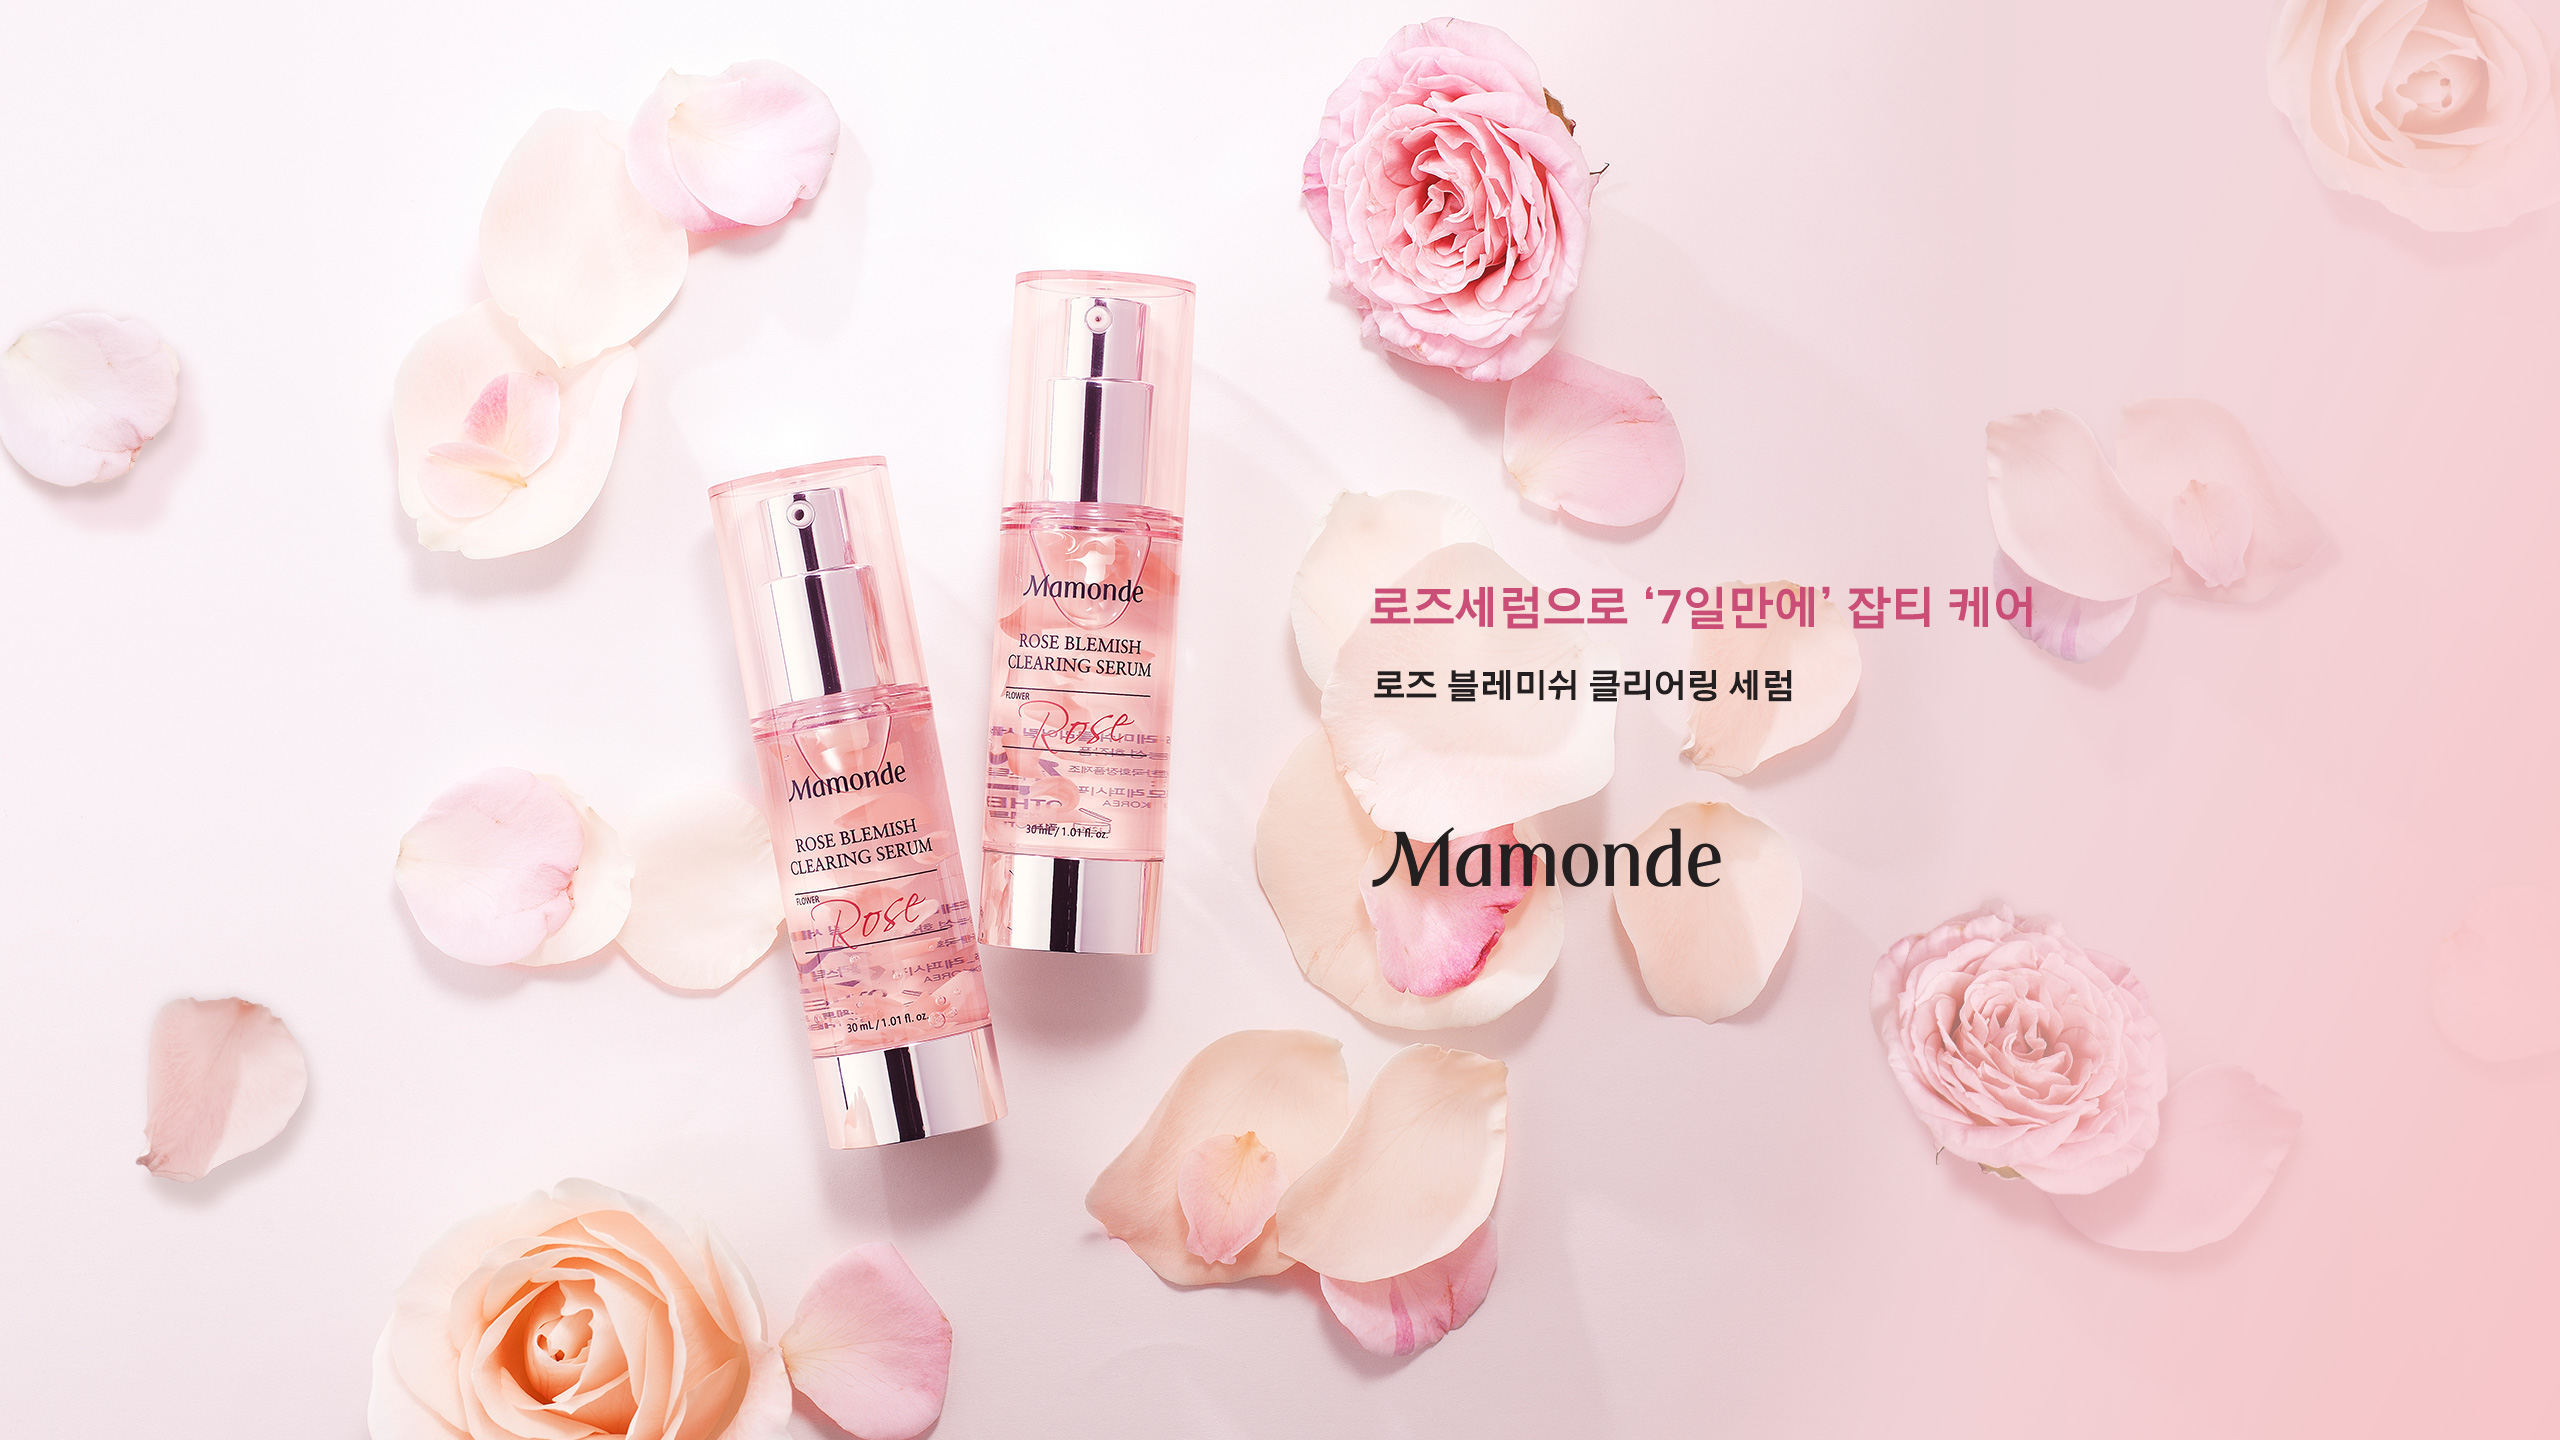 Mamonde
ROSE BLEMISH
CLEARING SERUM
FLOWER
Rose
30 mL / 1.01 fl. oz.
Mamonde
ROSE BLEMISH
CLEARING SERUM
FLOWER
Rose
30 mL / 1.01 fl. oz.
로즈세럼으로 ‘7일만에’ 잡티 케어
로즈 블레미쉬 클리어링 세럼
Mamonde